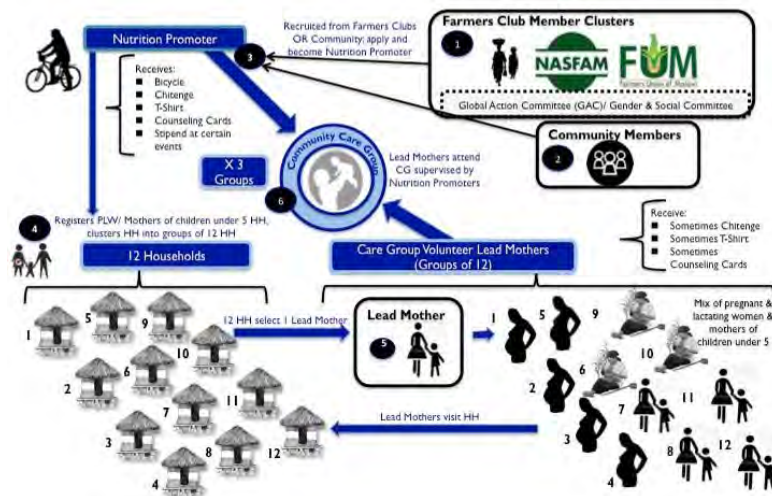 Nutrition Promoter
3
Recruited from Farmers Clubs
OR Community: apply and
become Nutrition Promoter
Farmers Club Member Clusters
1
NASFAM
FUM
Farmers Union of Malawi
Global Action Committee (GAC)/ Gender & Social Committee
Community Members
2
Receives:
Bicycle
Chitenge
T-Shirt
Counseling Cards
Stipend at certain
events
X 3
Groups
Community Care Group
6
Lead Mothers attend
CG supervised by
Nutrition Promoters
4
Registers PLW/ Mothers of children under 5 HH,
clusters HH into groups of 12 HH
12 Households
Care Group Volunteer Lead Mothers
(Groups of 12)
Receive:
Sometimes Chitenge
Sometimes T-Shirt
Sometimes
Counseling Cards
1
2
3
4
5
6
7
8
9
10
11
12
12 HH select 1 Lead Mother
Lead Mother
5
Lead Mothers visit HH
1
2
3
4
5
6
7
8
9
10
11
12
Mix of pregnant &
lactating women &
mothers of
children under 5